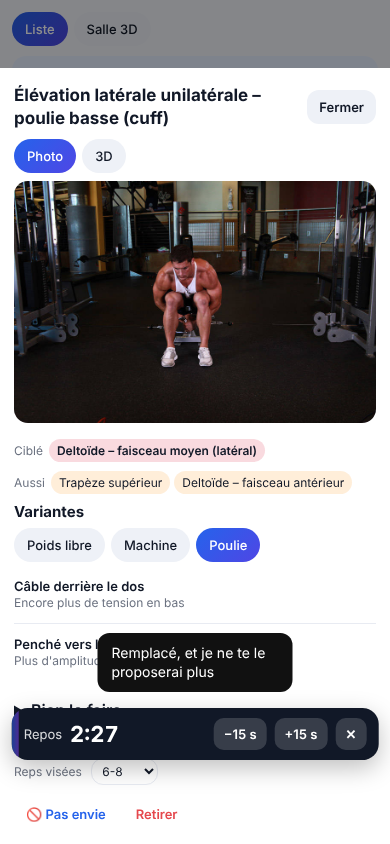 Liste
Salle 3D
Élévation latérale unilatérale –
poulie basse (cuff)
Fermer
Photo
3D
Ciblé
Deltoïde – faisceau moyen (latéral)
Aussi
Trapèze supérieur
Deltoïde – faisceau antérieur
Variantes
Poids libre
Machine
Poulie
Câble derrière le dos
Encore plus de tension en bas
Penché vers
Plus d'amplitu
Remplacé, et je ne te le
proposerai plus
Repos
2:27
−15 s
+15 s
Reps visées
6-8
Pas envie
Retirer